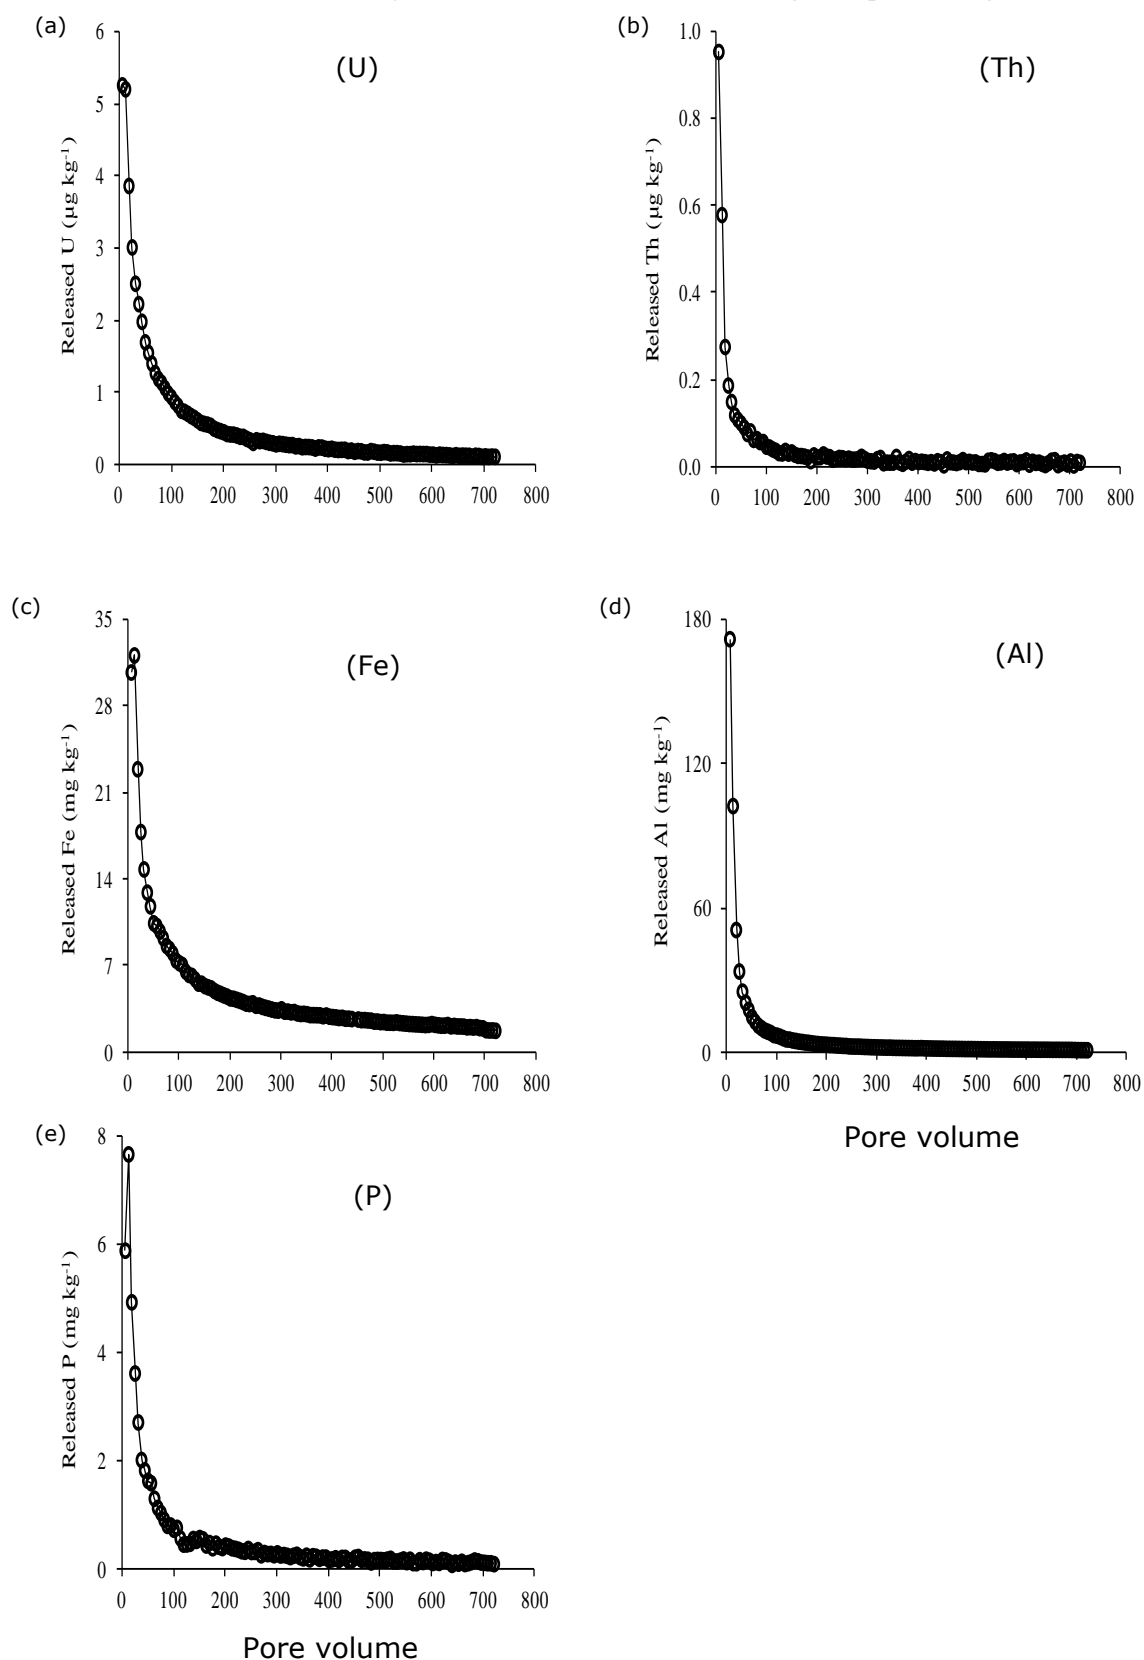 (a)
(U)
Released U (µg kg⁻¹)
6
5
4
3
2
1
0
0 100 200 300 400 500 600 700 800
(b)
(Th)
Released Th (µg kg⁻¹)
1.0
0.8
0.6
0.4
0.2
0.0
0 100 200 300 400 500 600 700 800
(c)
(Fe)
Released Fe (mg kg⁻¹)
35
28
21
14
7
0
0 100 200 300 400 500 600 700 800
(d)
(Al)
Released Al (mg kg⁻¹)
180
120
60
0
0 100 200 300 400 500 600 700 800
Pore volume
(e)
(P)
Released P (mg kg⁻¹)
8
6
4
2
0
0 100 200 300 400 500 600 700 800
Pore volume